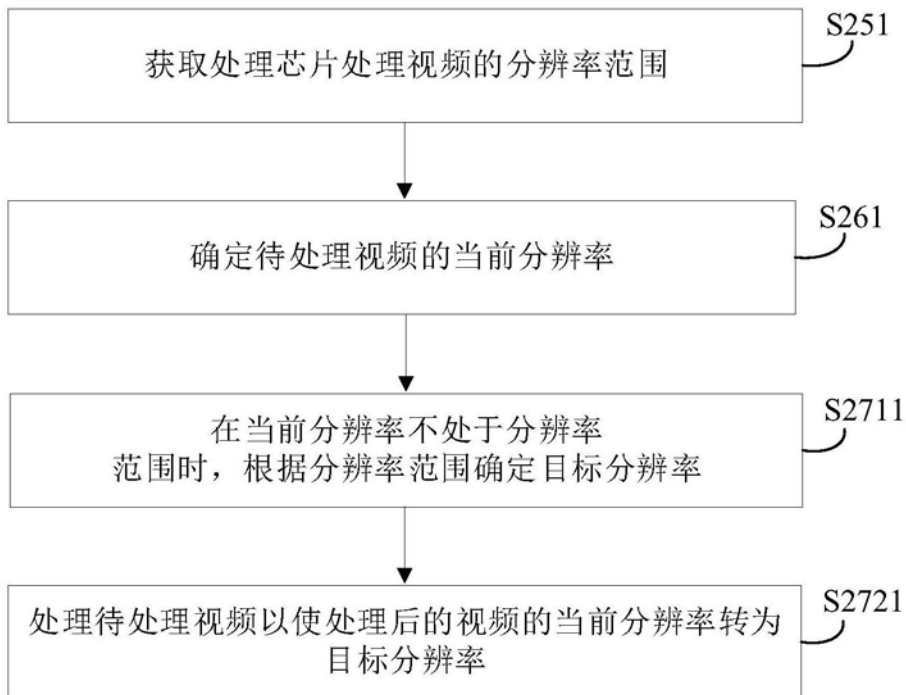 S251
获取处理芯片处理视频的分辨率范围
S261
确定待处理视频的当前分辨率
S2711
在当前分辨率不处于分辨率
范围时，根据分辨率范围确定目标分辨率
S2721
处理待处理视频以使处理后的视频的当前分辨率转为
目标分辨率